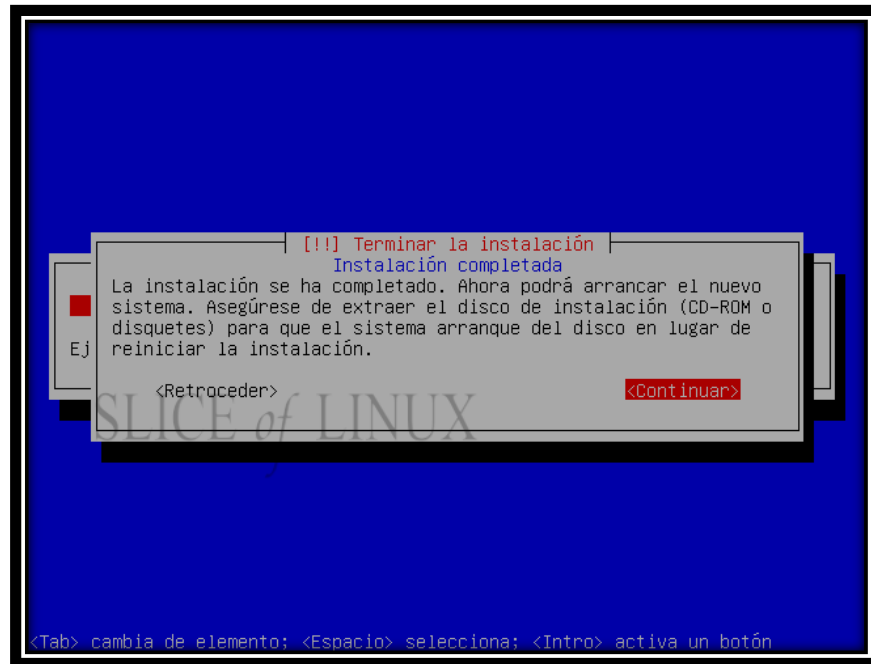 [!!] Terminar la instalación
Instalación completada
La instalación se ha completado. Ahora podrá arrancar el nuevo
sistema. Asegúrese de extraer el disco de instalación (CD-ROM o
disquetes) para que el sistema arranque del disco en lugar de
Ej
reiniciar la instalación.
<Retroceder>
<Continuar>
SLICE of LINUX
<Tab> cambia de elemento; <Espacio> selecciona; <Intro> activa un botón